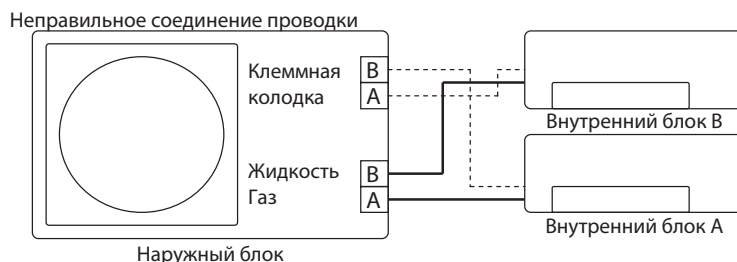 Неправильное соединение проводки
Клеммная
колодка
B
A
Жидкость
Газ
B
A
Наружный блок
Внутренний блок B
Внутренний блок A